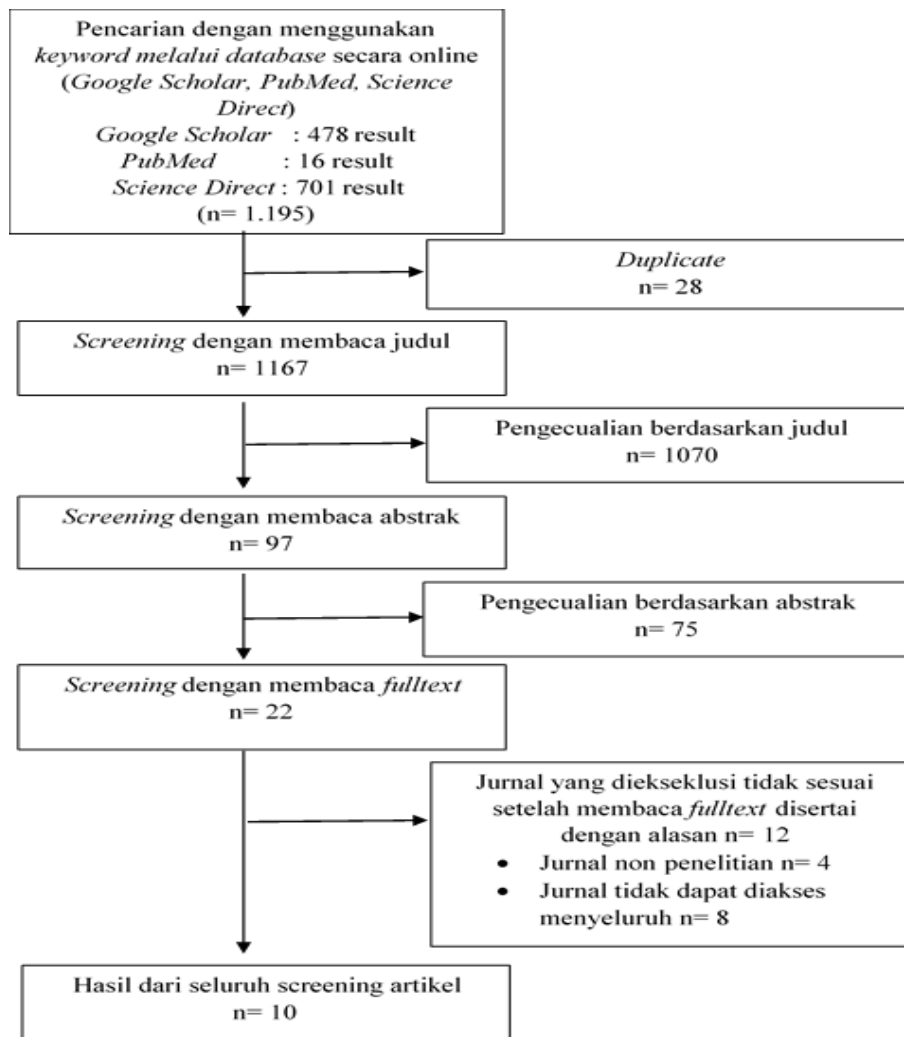 Pencarian dengan menggunakan
keyword melalui database secara online
(Google Scholar, PubMed, Science
Direct)
Google Scholar : 478 result
PubMed : 16 result
Science Direct : 701 result
(n= 1.195)
Duplicate
n= 28
Screening dengan membaca judul
n= 1167
Pengecualian berdasarkan judul
n= 1070
Screening dengan membaca abstrak
n= 97
Pengecualian berdasarkan abstrak
n= 75
Screening dengan membaca fulltext
n= 22
Jurnal yang diekseklusi tidak sesuai
setelah membaca fulltext disertai
dengan alasan n= 12
• Jurnal non penelitian n= 4
• Jurnal tidak dapat diakses
menyeluruh n= 8
Hasil dari seluruh screening artikel
n= 10